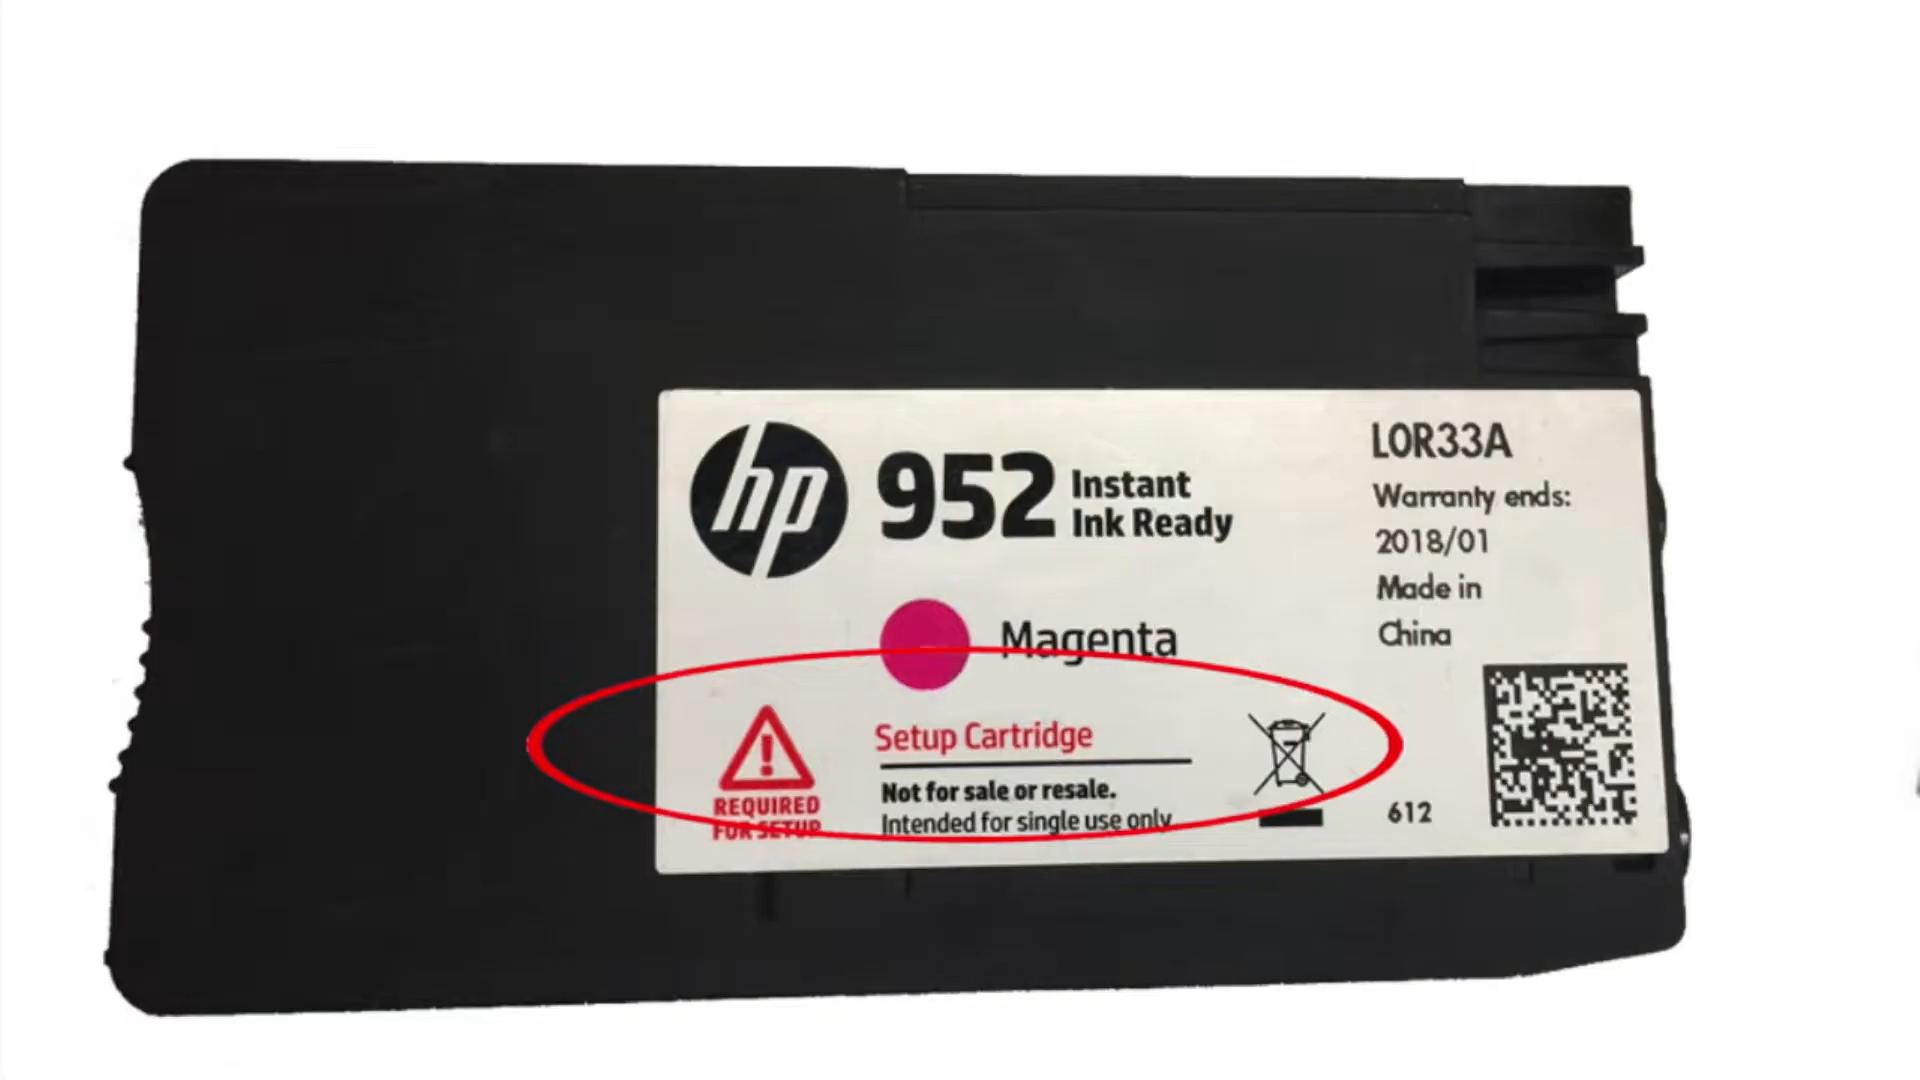 hp 952 Instant
Ink Ready
Magenta
REQUIRED
FOR SETUP
Setup Cartridge
Not for sale or resale.
Intended for single use only
L0R33A
Warranty ends:
2018/01
Made in
China
612